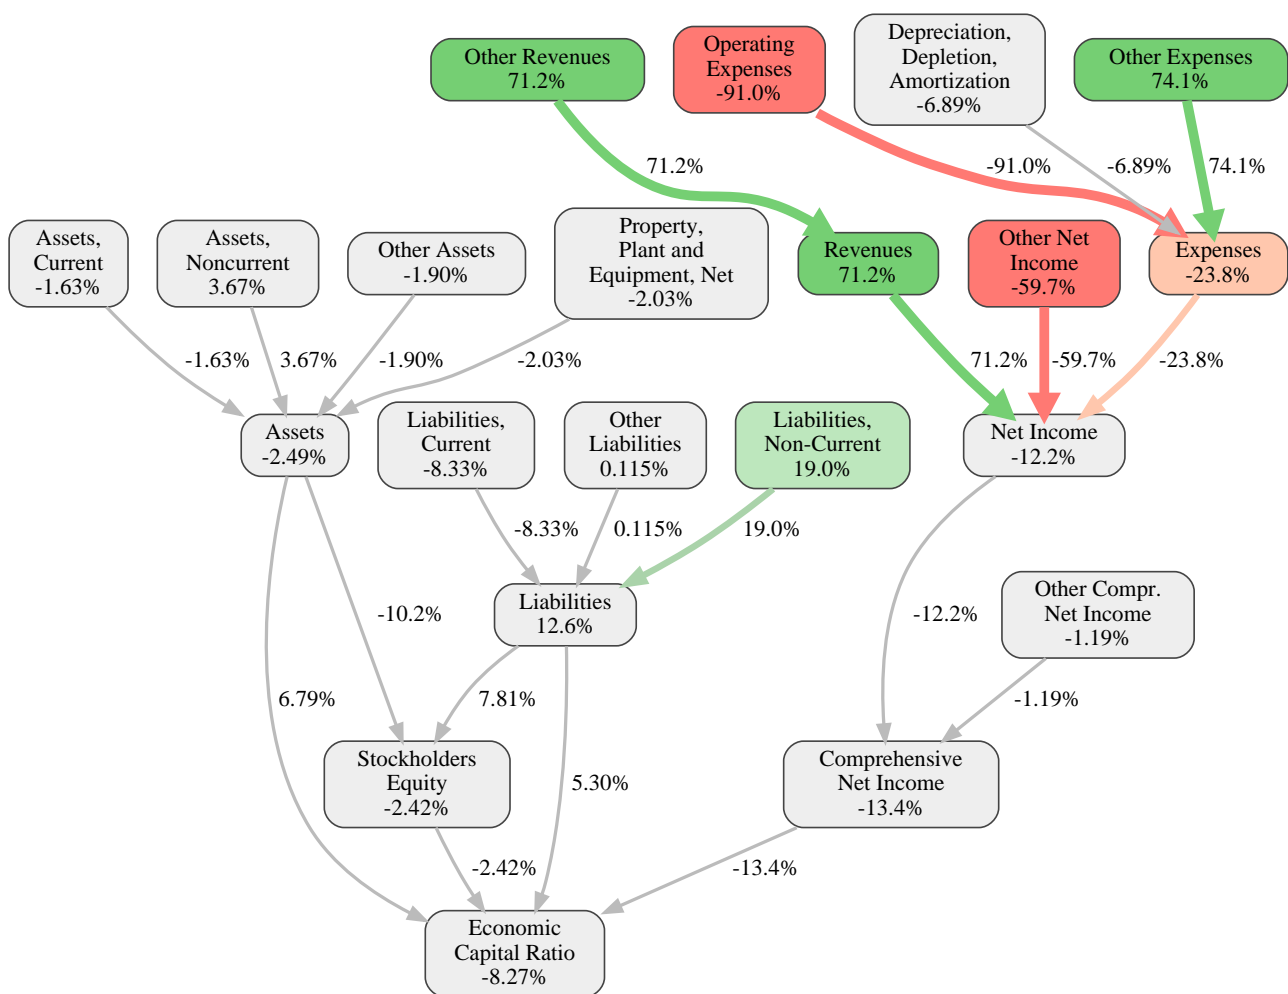 Other Revenues
71.2%
Operating
Expenses
-91.0%
Depreciation,
Depletion,
Amortization
-6.89%
Other Expenses
74.1%
71.2%
-91.0%
-6.89%
74.1%
Assets,
Current
-1.63%
Assets,
Noncurrent
3.67%
Other Assets
-1.90%
Property,
Plant and
Equipment, Net
-2.03%
Revenues
71.2%
Other Net
Income
-59.7%
Expenses
-23.8%
-1.63%
3.67%
-1.90%
-2.03%
71.2%
-59.7%
-23.8%
Assets
-2.49%
Liabilities,
Current
-8.33%
Other
Liabilities
0.115%
Liabilities,
Non-Current
19.0%
Net Income
-12.2%
-8.33%
0.115%
19.0%
Liabilities
12.6%
Other Compr.
Net Income
-1.19%
-10.2%
-12.2%
6.79%
7.81%
-1.19%
Stockholders
Equity
-2.42%
5.30%
Comprehensive
Net Income
-13.4%
-2.42%
-13.4%
Economic
Capital Ratio
-8.27%